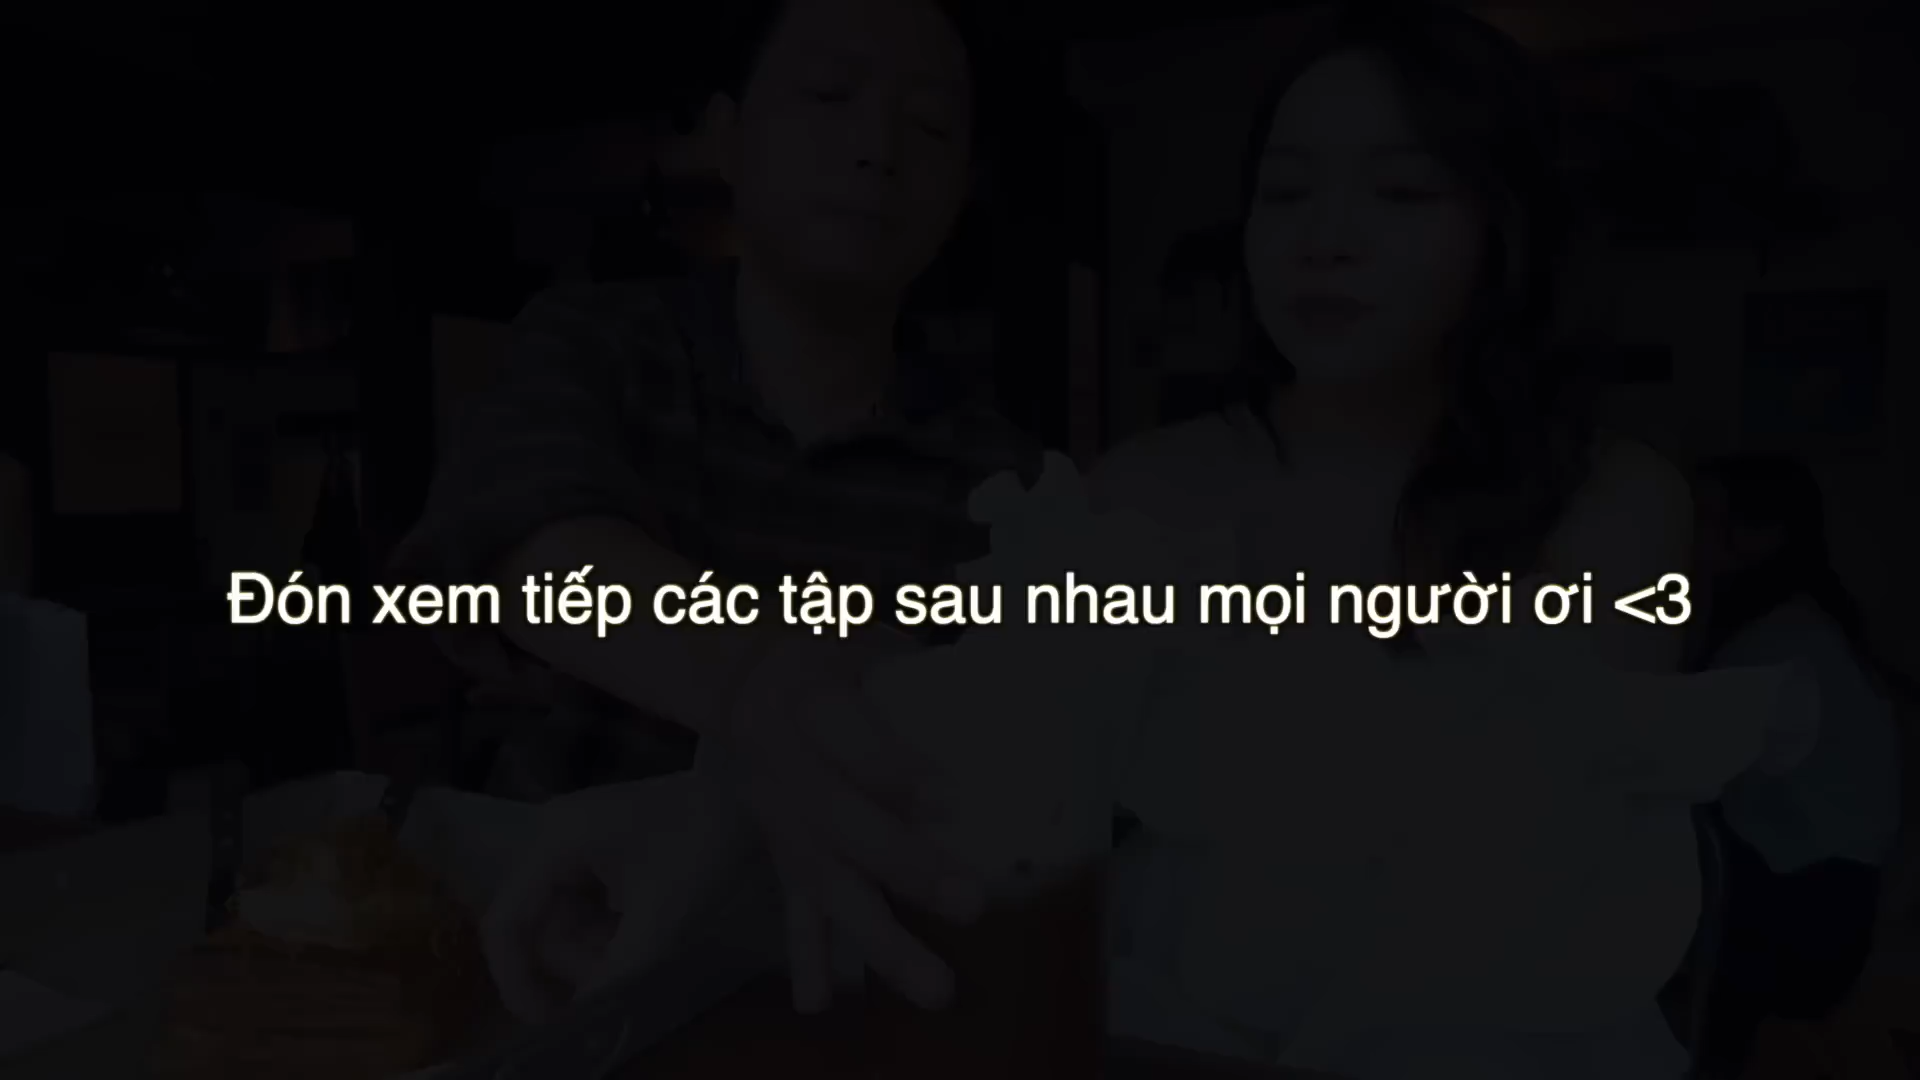 Đón xem tiếp các tập sau nhau mọi người ơi <3